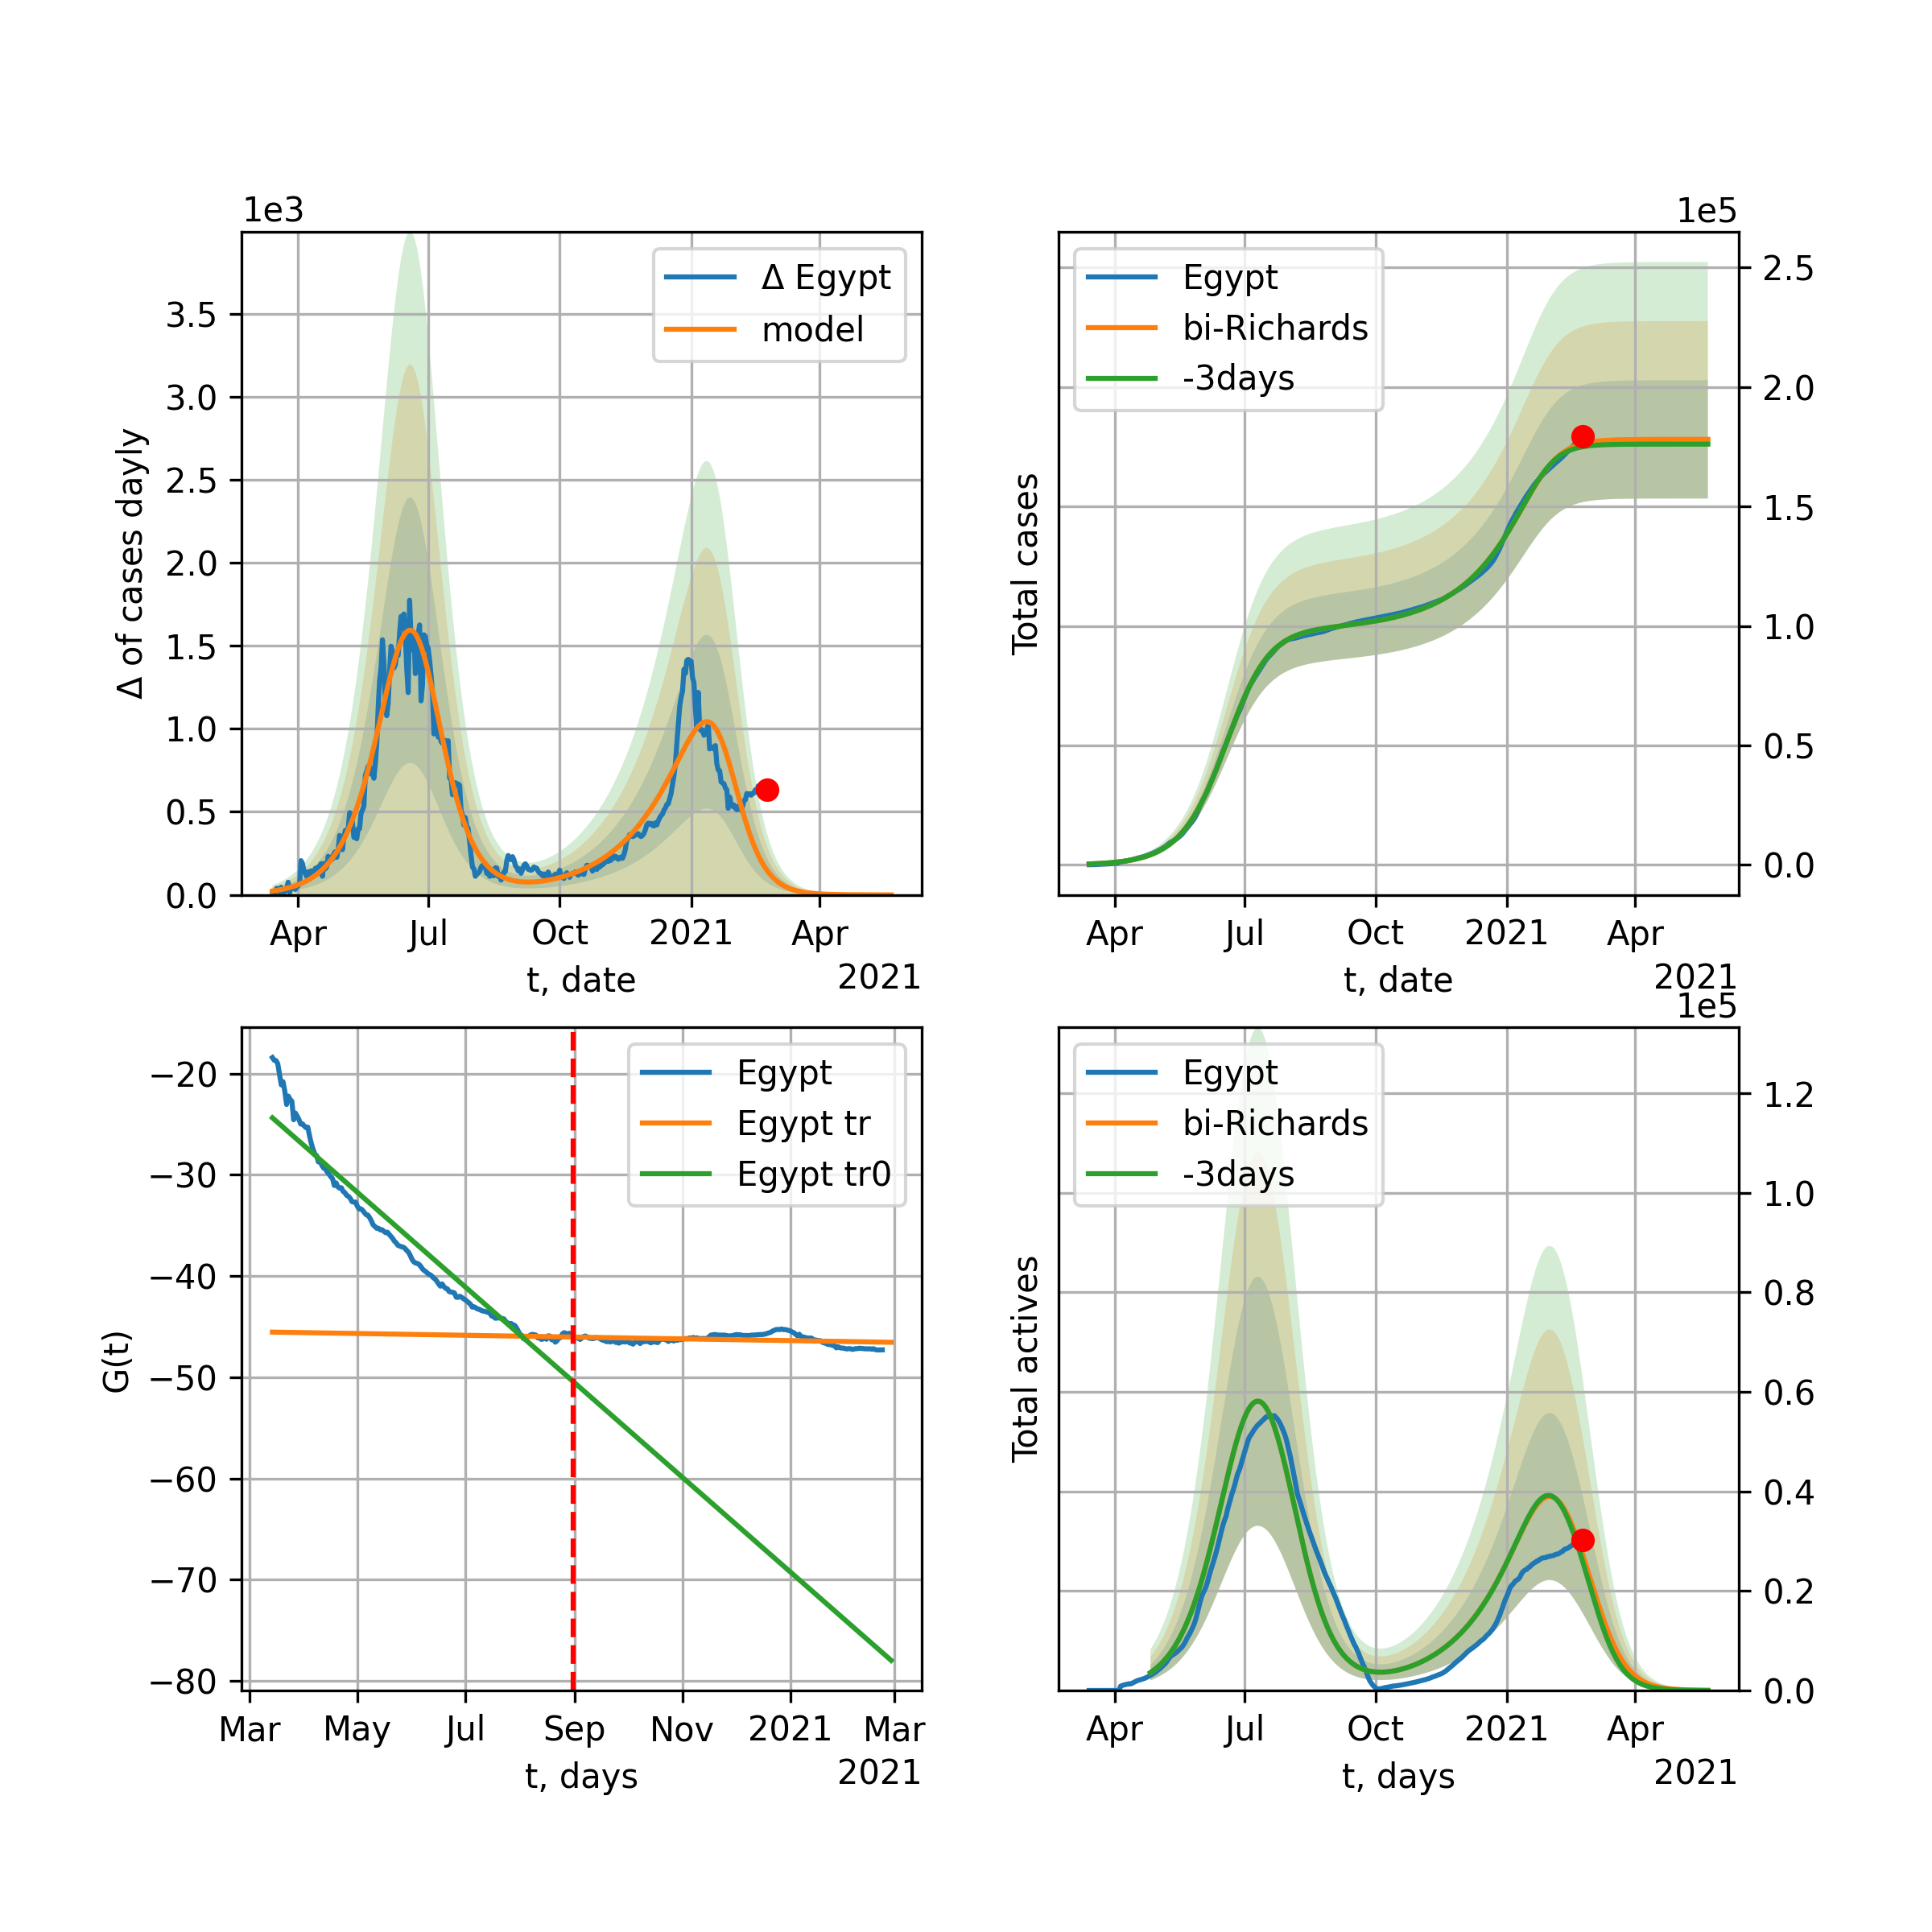 1e3
3.5
3.0
2.5
2.0
1.5
1.0
0.5
0.0
Δ of cases dayly
Δ Egypt
model
Apr Jul Oct 2021 Apr
t, date
2021
1e5
2.5
2.0
1.5
1.0
0.5
0.0
Total cases
Egypt
bi-Richards
-3days
Apr Jul Oct 2021 Apr
t, date
2021
−20
−30
−40
−50
−60
−70
−80
G(t)
Egypt
Egypt tr
Egypt tr0
Mar May Jul Sep Nov 2021 Mar
t, days
2021
1e5
1.2
1.0
0.8
0.6
0.4
0.2
0.0
Total actives
Egypt
bi-Richards
-3days
Apr Jul Oct 2021 Apr
t, days
2021